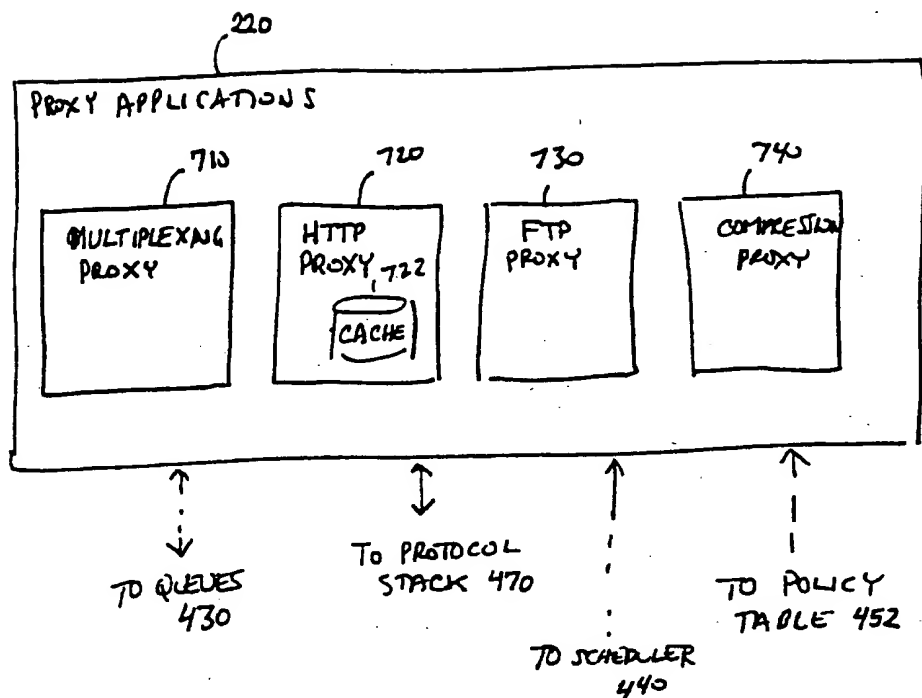 220
PROXY APPLICATIONS
710
720
730
740
MULTIPLEXING
PROXY
HTTP
PROXY
722
CACHE
FTP
PROXY
COMPRESSION
PROXY
TO QUEUES
430
TO PROTOCOL
STACK 470
TO SCHEDULER
440
TO POLICY
TABLE 452